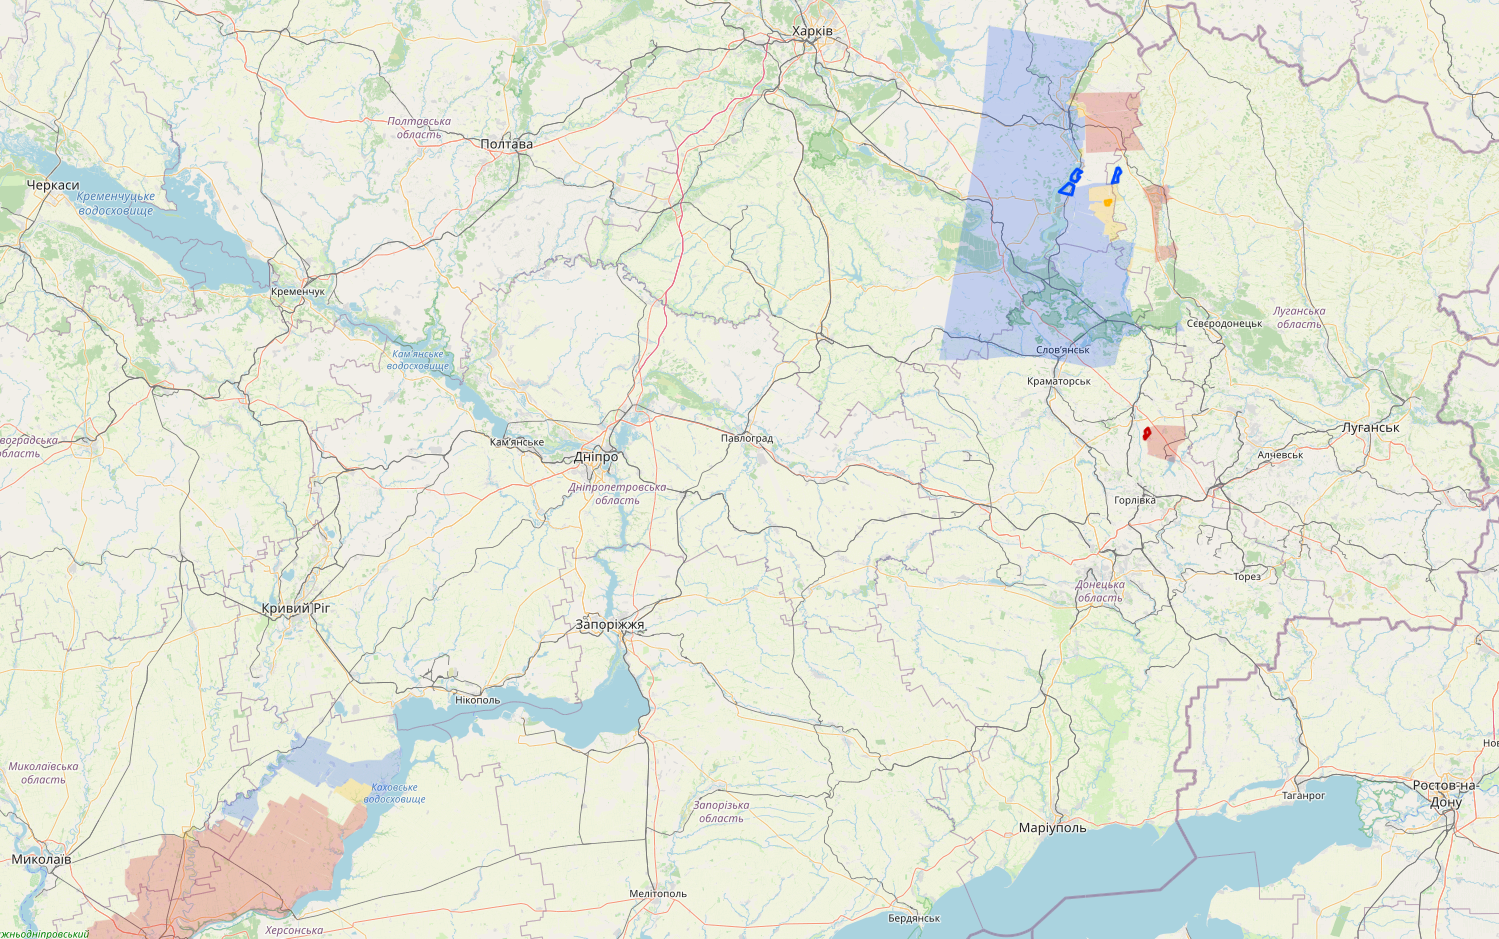 Харків
Полтавська
область
Полтава
Черкаси
Кременчуцьке
водосховище
Кременчук
Луганська
область
Сєвєродонецьк
Кам'янське
водосховище
Слов'янськ
Краматорськ
Луганськ
воградська
область
Кам'янське
Павлоград
Дніпро
Алчевськ
Дніпропетровська
область
Горлівка
Торез
Донецька
область
Кривий Ріг
Запоріжжя
Нікополь
Миколаївська
область
Каховське
водосховище
Запорізька
область
Таганрог
Ростов-на-
Дону
Маріуполь
Миколаїв
Мелітополь
Бердянськ
Херсонська
жньодніпровський